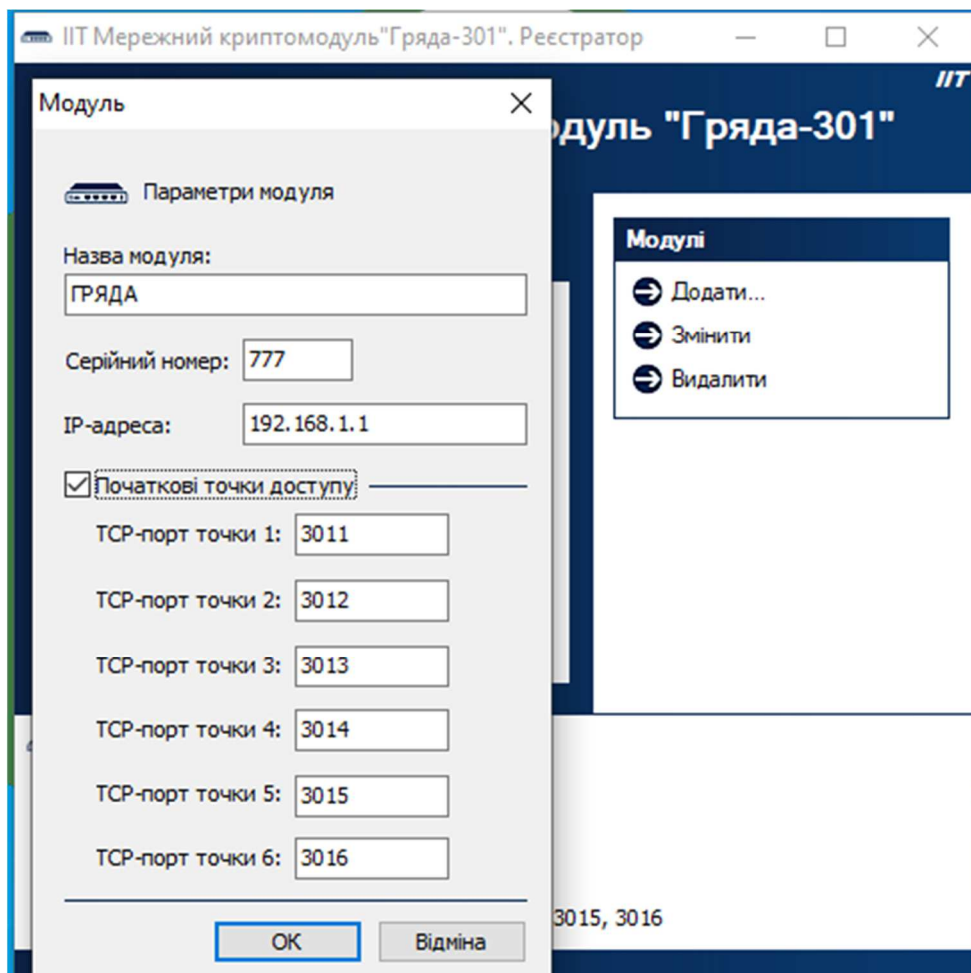 ІІТ Мережний криптомодуль"Гряда-301". Реєстратор
ІІТ
Модуль
одуль "Гряда-301"
Параметри модуля
Назва модуля:
ГРЯДА
Серійний номер: 777
IP-адреса: 192.168.1.1
Початкові точки доступу
TCP-порт точки 1: 3011
TCP-порт точки 2: 3012
TCP-порт точки 3: 3013
TCP-порт точки 4: 3014
TCP-порт точки 5: 3015
TCP-порт точки 6: 3016
OK Відміна
Модулі
Додати...
Змінити
Видалити
3015, 3016